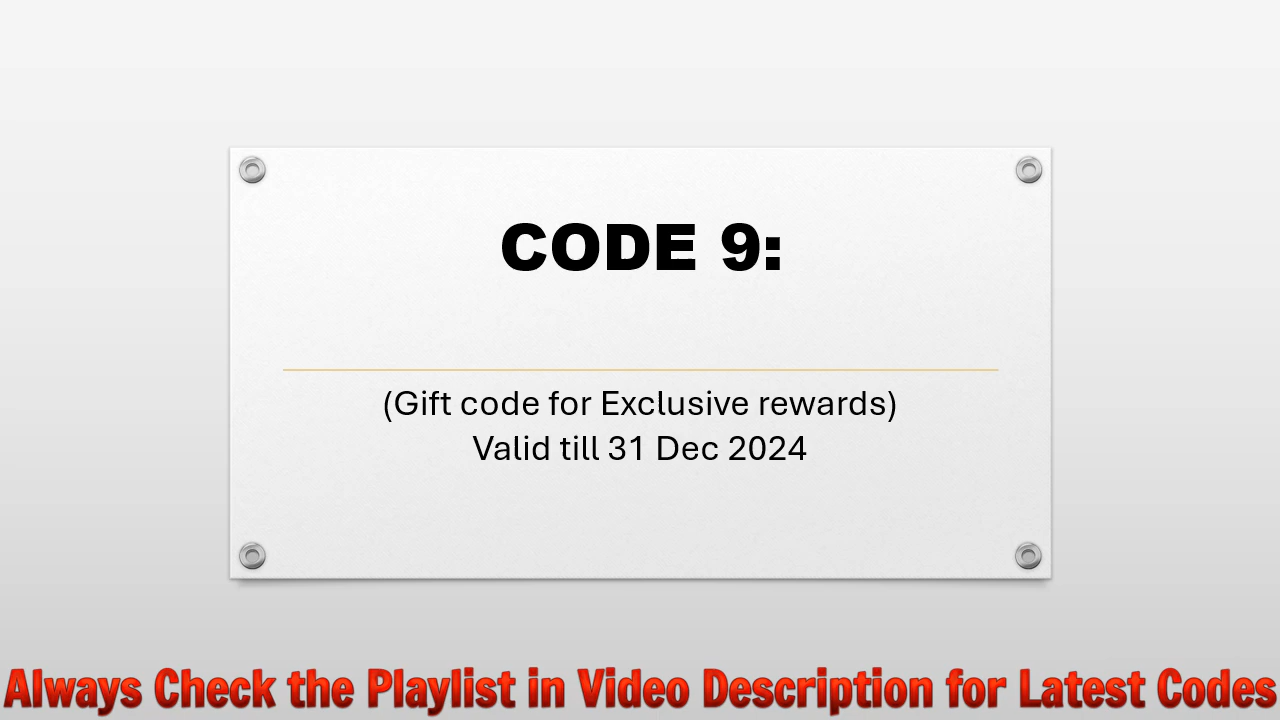 CODE 9:
(Gift code for Exclusive rewards)
Valid till 31 Dec 2024
Always Check the Playlist in Video Description for Latest Codes